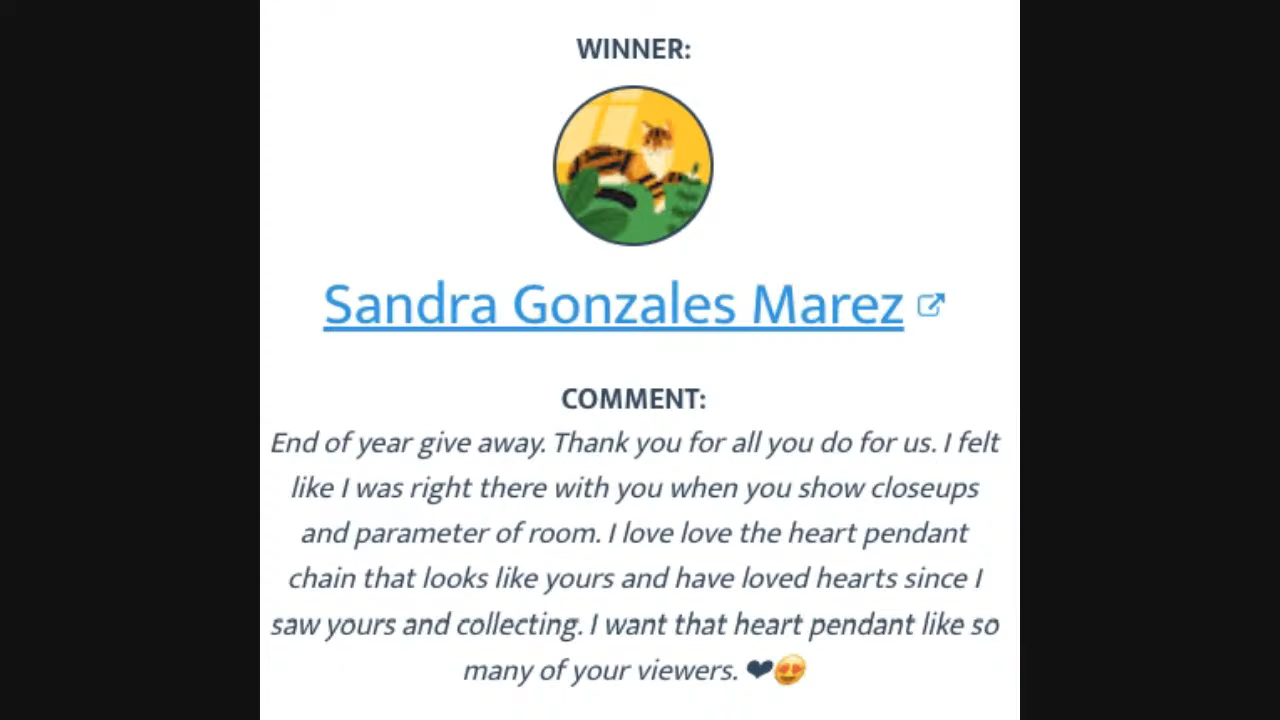 WINNER:
Sandra Gonzales Marez
COMMENT:
End of year give away. Thank you for all you do for us. I felt
like I was right there with you when you show closeups
and parameter of room. I love love the heart pendant
chain that looks like yours and have loved hearts since I
saw yours and collecting. I want that heart pendant like so
many of your viewers. ❤😍